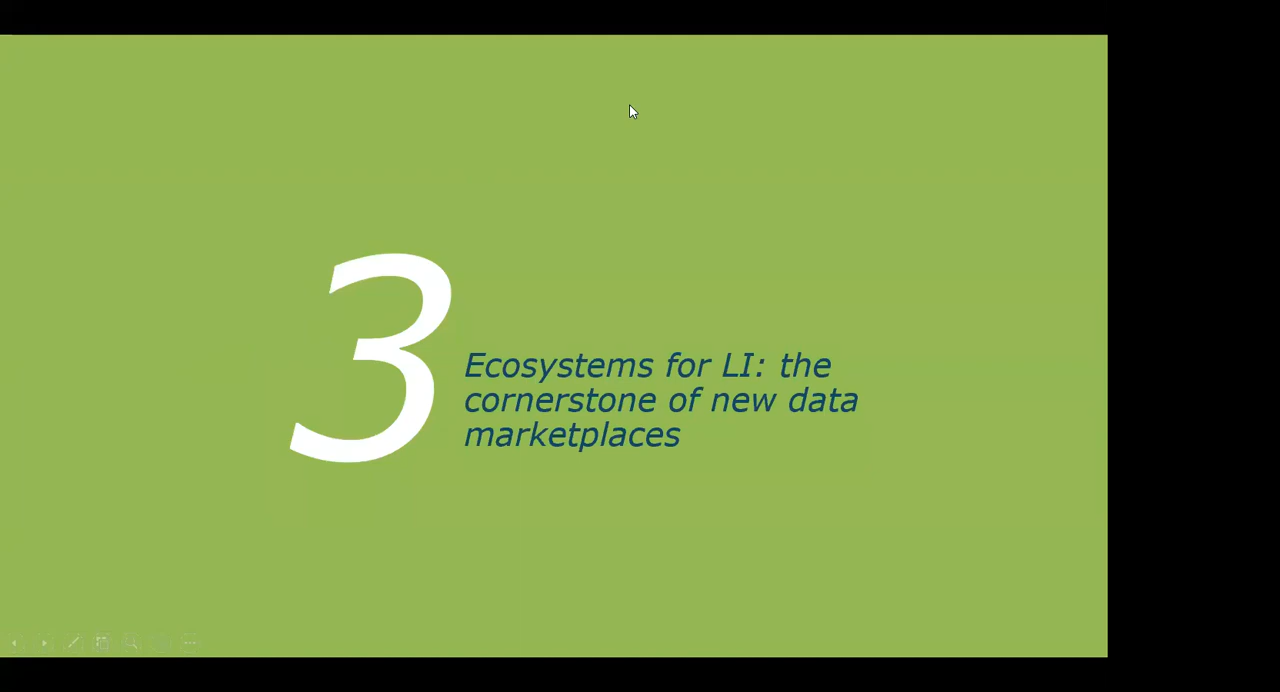 3
Ecosystems for LI: the
cornerstone of new data
marketplaces